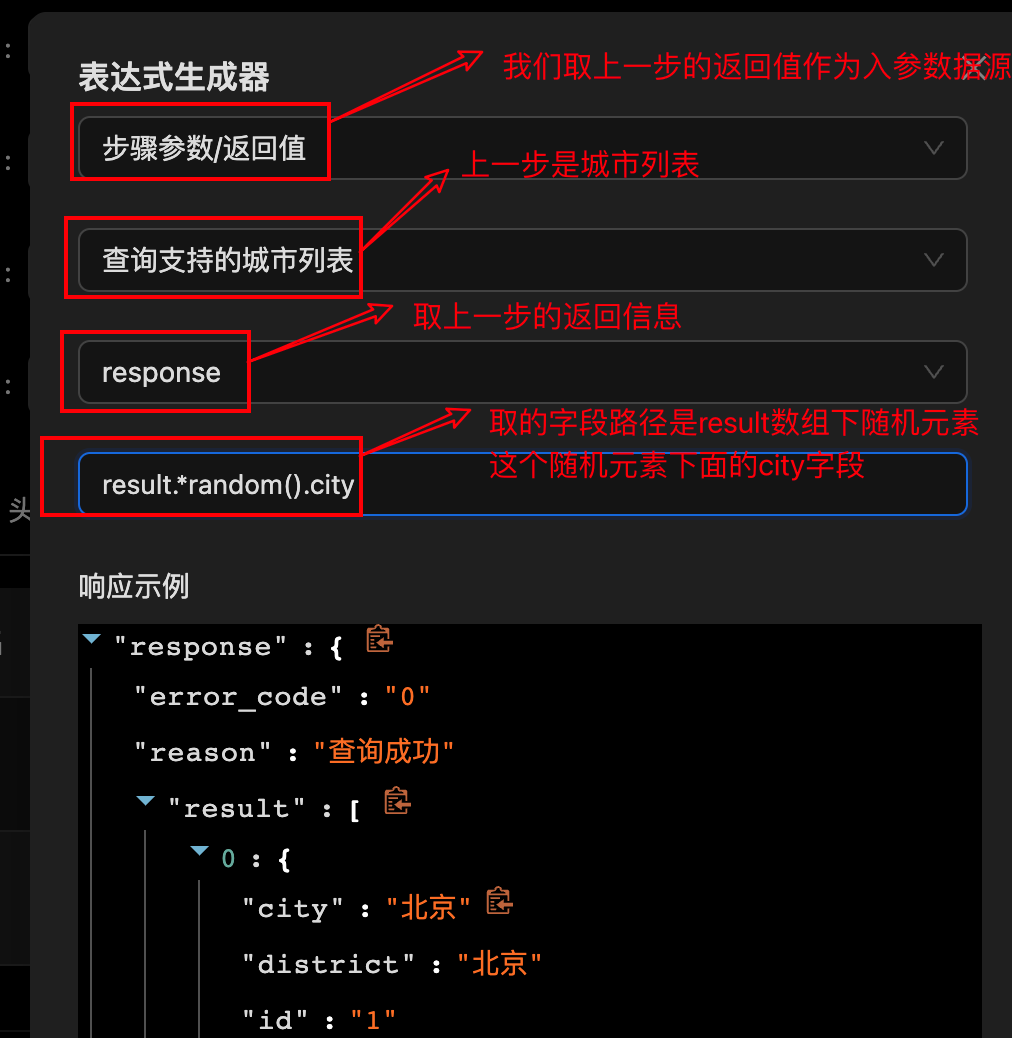 表达式生成器
我们取上一步的返回值作为入参数据源
步骤参数/返回值
上一步是城市列表
查询支持的城市列表
取上一步的返回信息
response
取的字段路径是result数组下随机元素
这个随机元素下面的city字段
result.*random().city
头
响应示例
"response" : {
"error_code" : "0"
"reason" : "查询成功"
"result" : [
0 : {
"city" : "北京"
"district" : "北京"
"id" : "1"